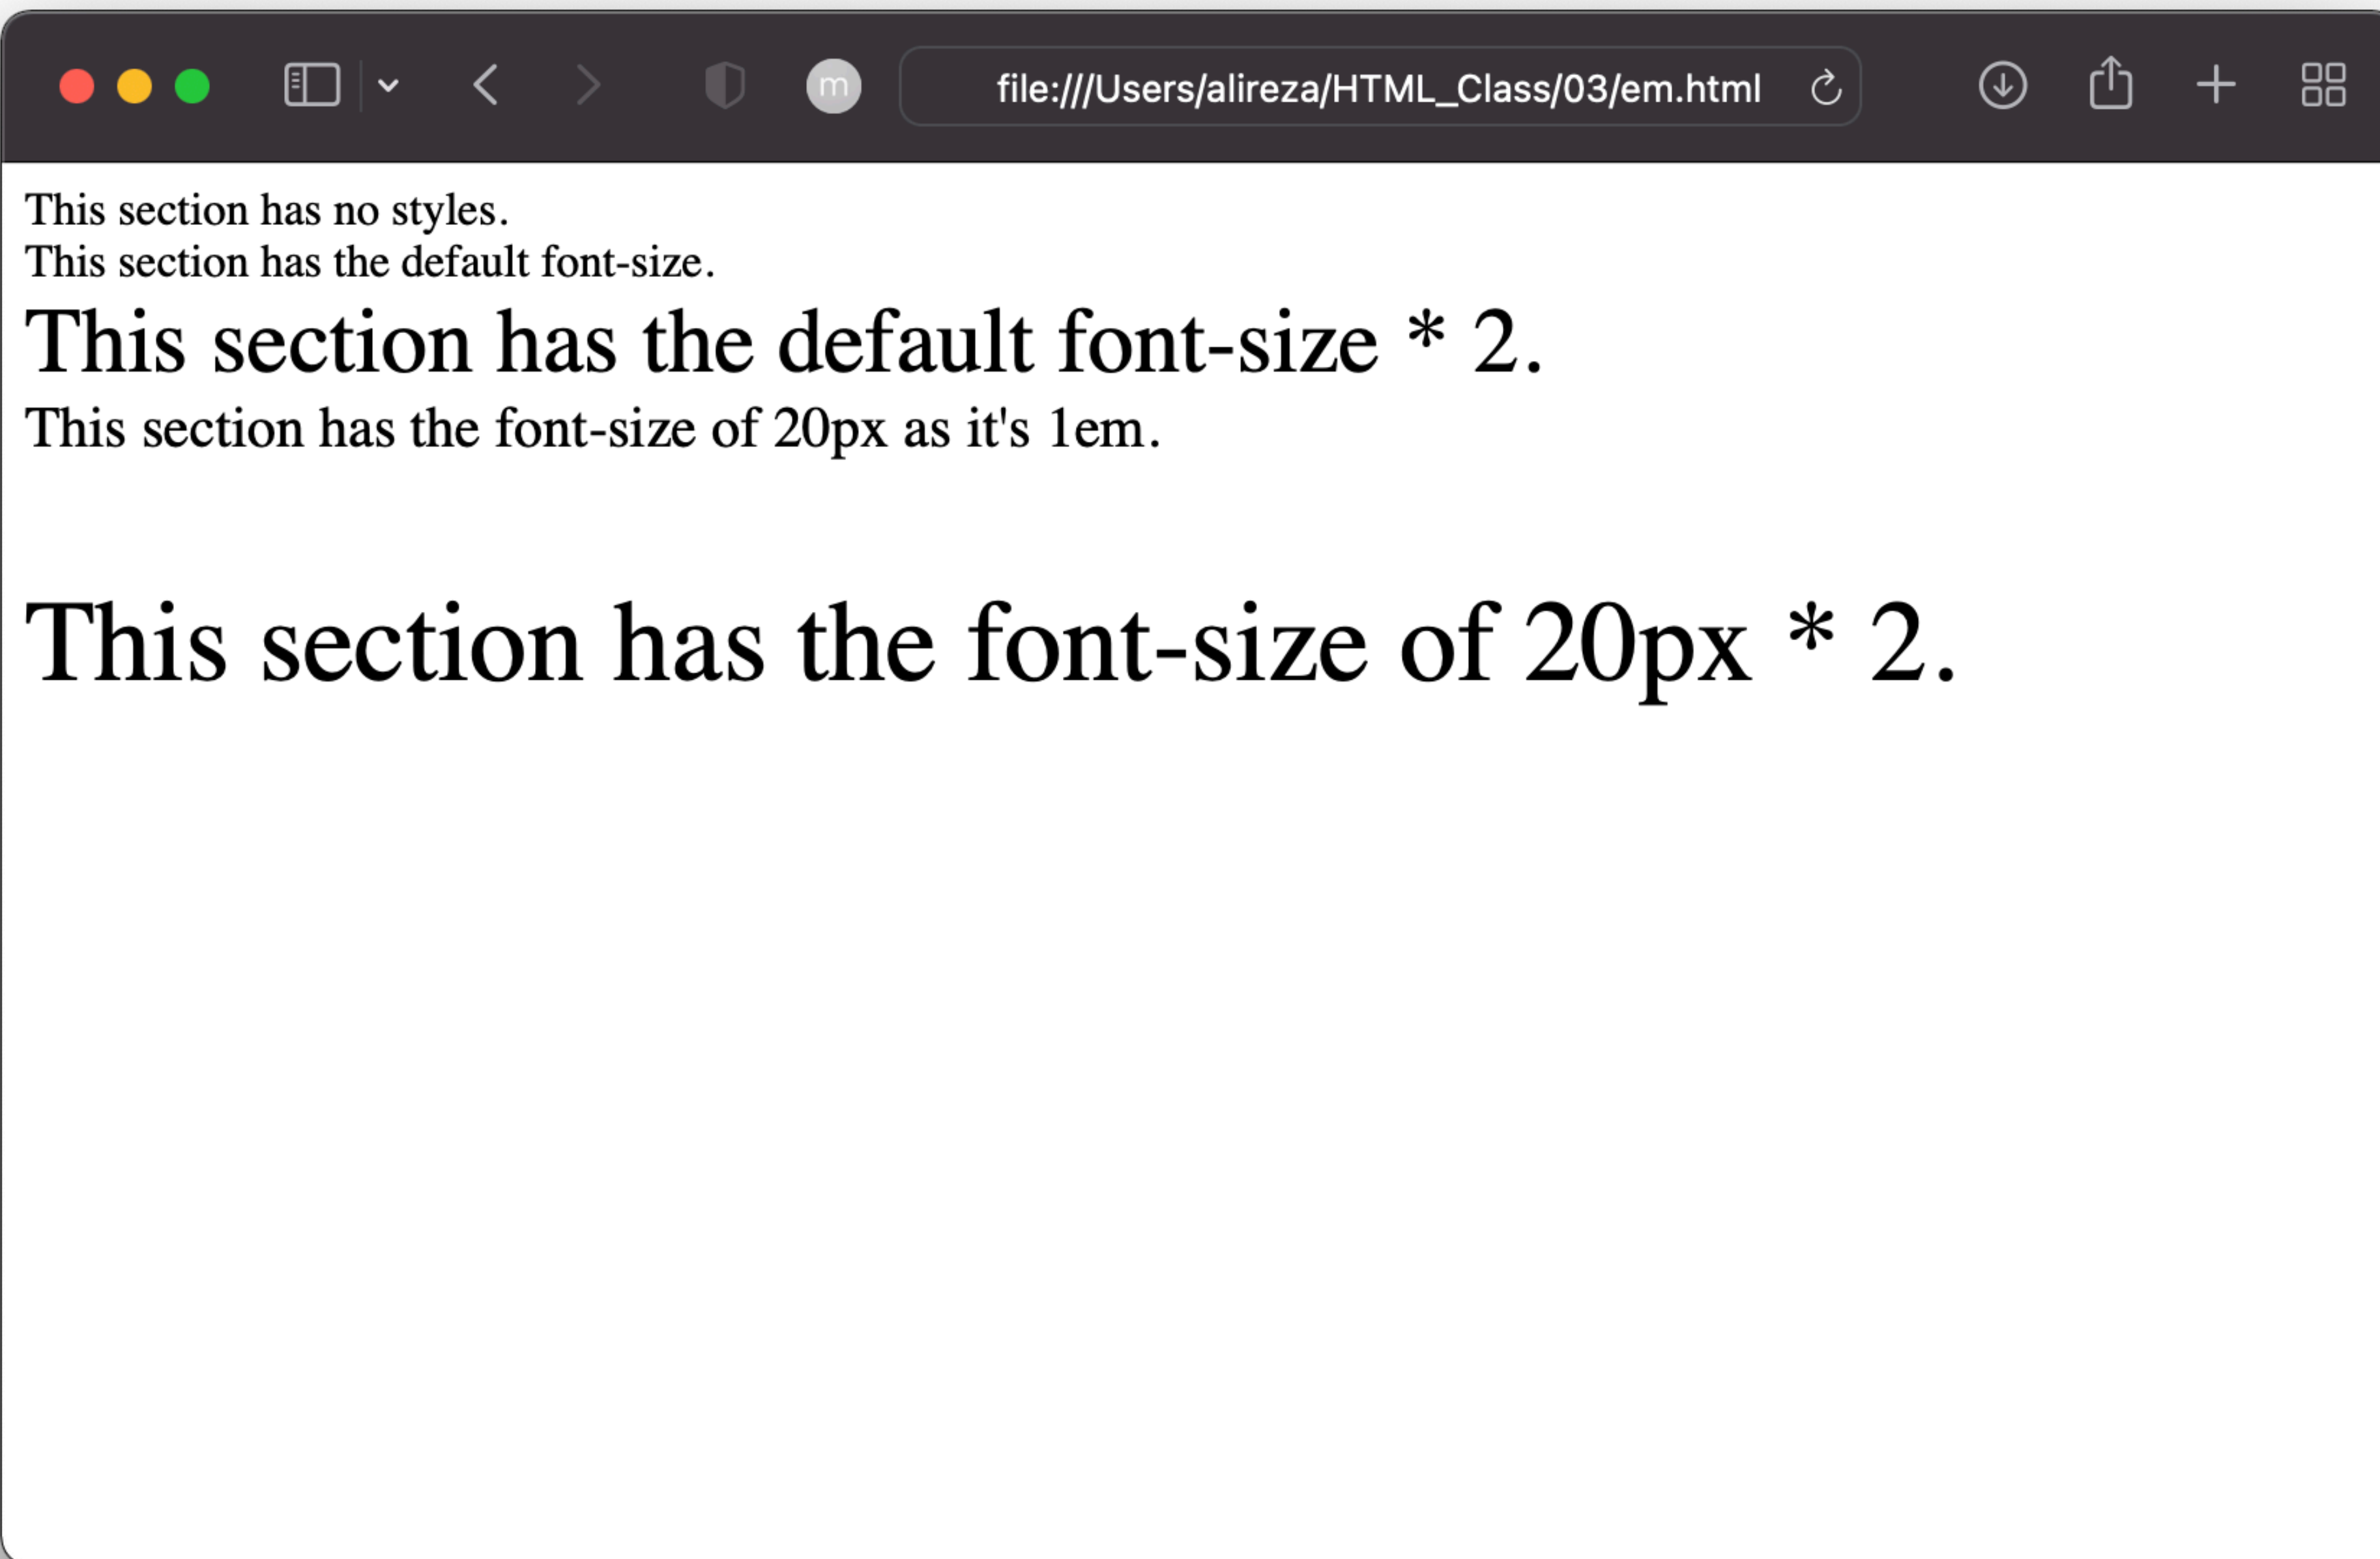 m
file:///Users/alireza/HTML_Class/03/em.html
This section has no styles.
This section has the default font-size.
This section has the default font-size * 2.
This section has the font-size of 20px as it's 1em.
This section has the font-size of 20px * 2.